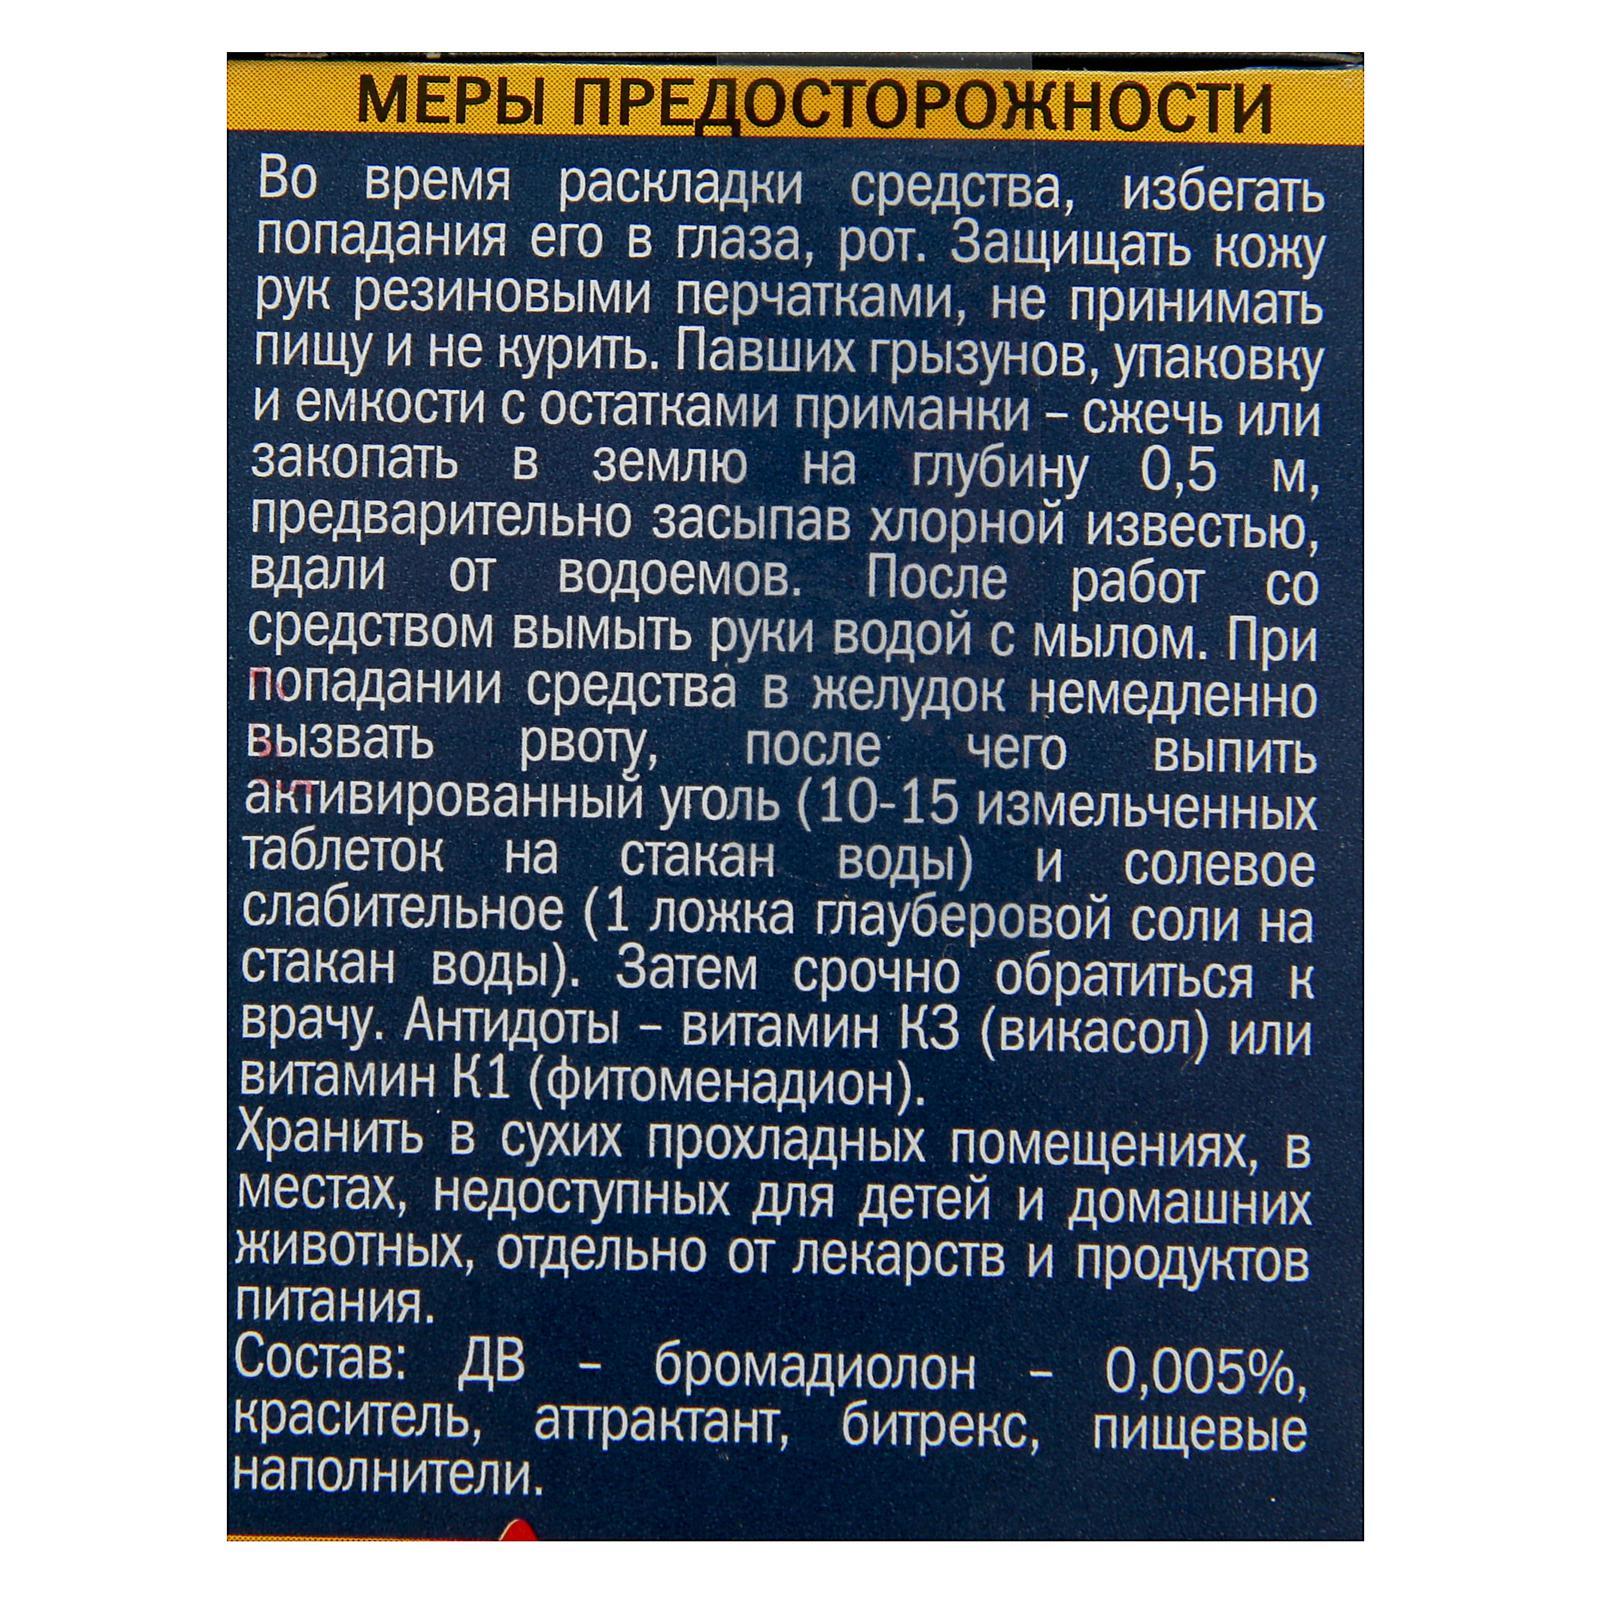 МЕРЫ ПРЕДОСТОРОЖНОСТИ
Во время раскладки средства, избегать
попадания его в глаза, рот. Защищать кожу
рук резиновыми перчатками, не принимать
пищу и не курить. Павших грызунов, упаковку
и емкости с остатками приманки – сжечь или
закопать в землю на глубину 0,5 м,
предварительно засыпав хлорной известью,
вдали от водоемов. После работ со
средством вымыть руки водой с мылом. При
попадании средства в желудок немедленно
вызвать рвоту, после чего выпить
активированный уголь (10-15 измельченных
таблеток на стакан воды) и солевое
слабительное (1 ложка глауберовой соли на
стакан воды). Затем срочно обратиться к
врачу. Антидоты – витамин К3 (викасол) или
витамин К1 (фитоменадион).
Хранить в сухих прохладных помещениях, в
местах, недоступных для детей и домашних
животных, отдельно от лекарств и продуктов
питания.
Состав: ДВ – бромадиолон – 0,005%,
краситель, аттрактант, битрекс, пищевые
наполнители.